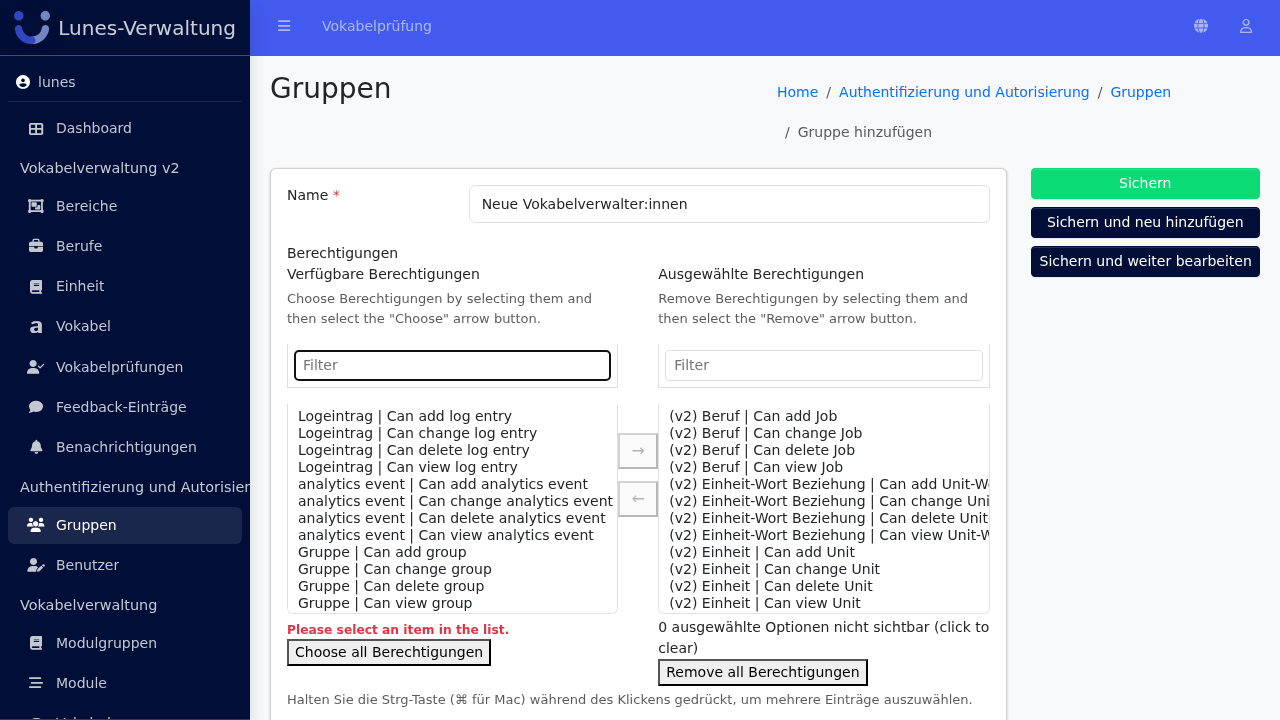 Lunes-Verwaltung
Vokabelprüfung
lunes
Dashboard
Vokabelverwaltung v2
Bereiche
Berufe
Einheit
Vokabel
Vokabelprüfungen
Feedback-Einträge
Benachrichtigungen
Authentifizierung und Autorisier
Gruppen
Benutzer
Vokabelverwaltung
Modulgruppen
Module
Gruppen
Home / Authentifizierung und Autorisierung / Gruppen
/ Gruppe hinzufügen
Name *
Neue Vokabelverwalter:innen
Berechtigungen
Verfügbare Berechtigungen
Choose Berechtigungen by selecting them and
then select the "Choose" arrow button.
Filter
Logeintrag | Can add log entry
Logeintrag | Can change log entry
Logeintrag | Can delete log entry
Logeintrag | Can view log entry
analytics event | Can add analytics event
analytics event | Can change analytics event
analytics event | Can delete analytics event
analytics event | Can view analytics event
Gruppe | Can add group
Gruppe | Can change group
Gruppe | Can delete group
Gruppe | Can view group
Please select an item in the list.
Choose all Berechtigungen
→
←
Ausgewählte Berechtigungen
Remove Berechtigungen by selecting them and
then select the "Remove" arrow button.
Filter
(v2) Beruf | Can add Job
(v2) Beruf | Can change Job
(v2) Beruf | Can delete Job
(v2) Beruf | Can view Job
(v2) Einheit-Wort Beziehung | Can add Unit-W
(v2) Einheit-Wort Beziehung | Can change Uni
(v2) Einheit-Wort Beziehung | Can delete Unit
(v2) Einheit-Wort Beziehung | Can view Unit-W
(v2) Einheit | Can add Unit
(v2) Einheit | Can change Unit
(v2) Einheit | Can delete Unit
(v2) Einheit | Can view Unit
0 ausgewählte Optionen nicht sichtbar (click to
clear)
Remove all Berechtigungen
Halten Sie die Strg-Taste (⌘ für Mac) während des Klickens gedrückt, um mehrere Einträge auszuwählen.
Sichern
Sichern und neu hinzufügen
Sichern und weiter bearbeiten